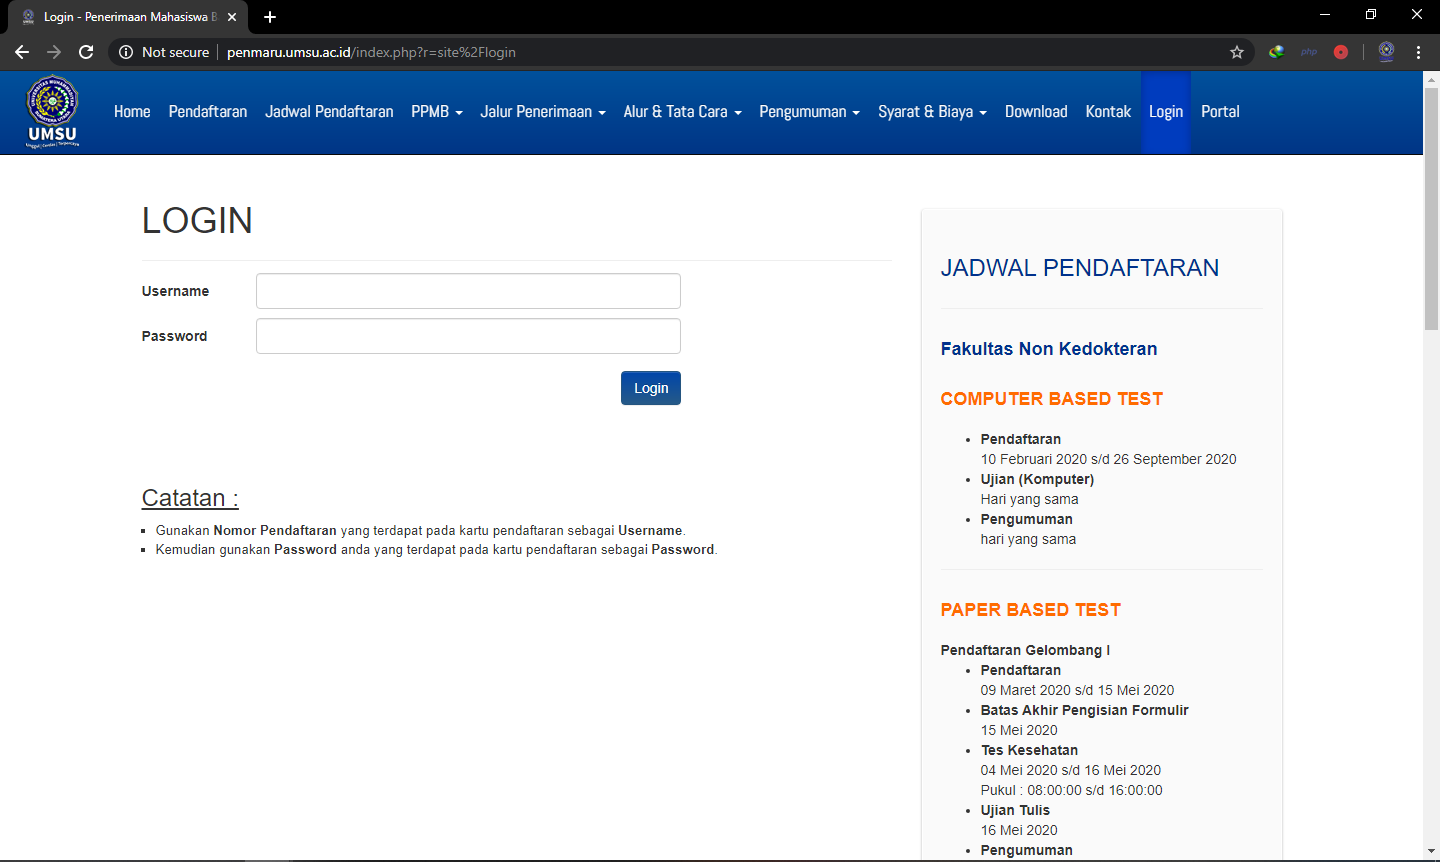 Login - Penerimaan Mahasiswa B
Not secure
penmaru.umsu.ac.id/index.php?r=site%2Flogin
php
UMSU
Home
Pendaftaran
Jadwal Pendaftaran
PPMB
Jalur Penerimaan
Alur & Tata Cara
Pengumuman
Syarat & Biaya
Download
Kontak
Login
Portal
LOGIN
Username
Password
Login
Catatan :
Gunakan Nomor Pendaftaran yang terdapat pada kartu pendaftaran sebagai Username.
Kemudian gunakan Password anda yang terdapat pada kartu pendaftaran sebagai Password.
JADWAL PENDAFTARAN
Fakultas Non Kedokteran
COMPUTER BASED TEST
Pendaftaran
10 Februari 2020 s/d 26 September 2020
Ujian (Komputer)
Hari yang sama
Pengumuman
hari yang sama
PAPER BASED TEST
Pendaftaran Gelombang I
Pendaftaran
09 Maret 2020 s/d 15 Mei 2020
Batas Akhir Pengisian Formulir
15 Mei 2020
Tes Kesehatan
04 Mei 2020 s/d 16 Mei 2020
Pukul : 08:00:00 s/d 16:00:00
Ujian Tulis
16 Mei 2020
Pengumuman